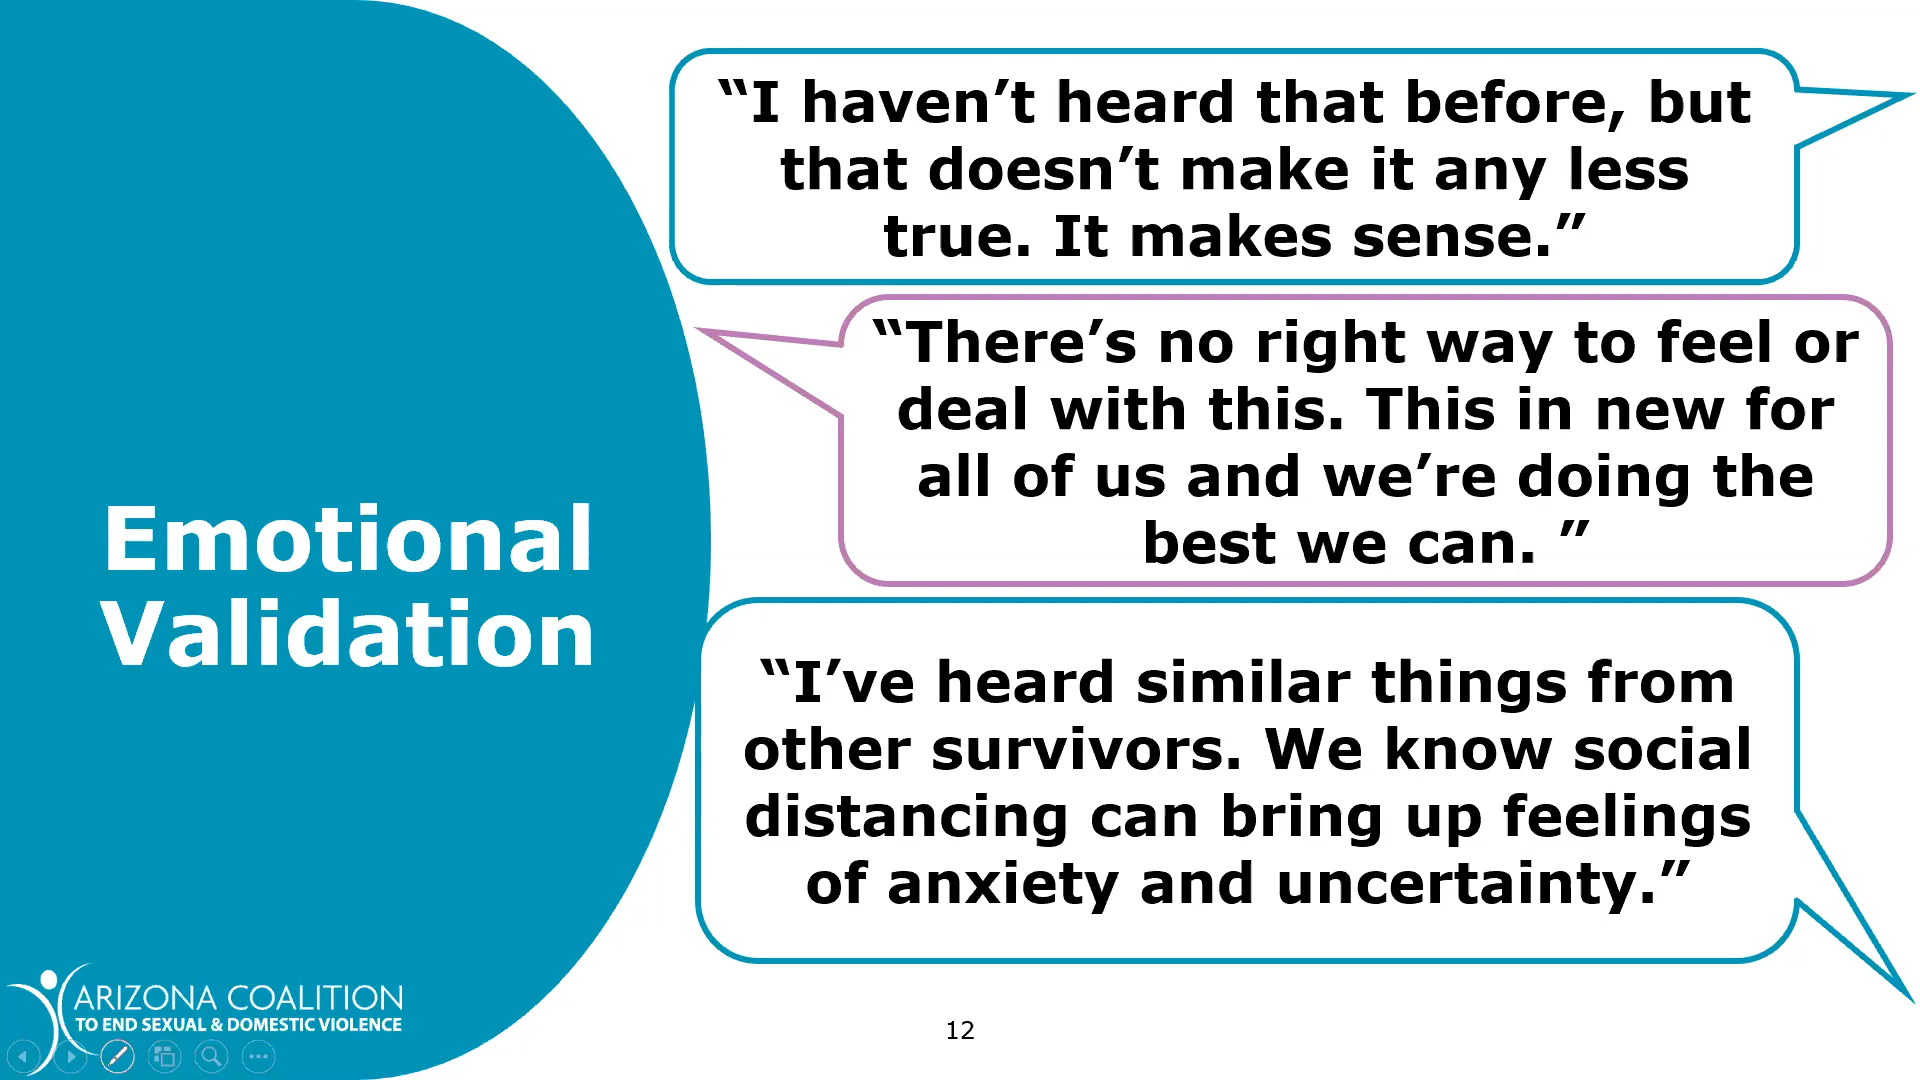 Emotional
Validation
“I haven’t heard that before, but
that doesn’t make it any less
true. It makes sense.”
“There’s no right way to feel or
deal with this. This in new for
all of us and we’re doing the
best we can. ”
“I’ve heard similar things from
other survivors. We know social
distancing can bring up feelings
of anxiety and uncertainty.”
ARIZONA COALITION
TO END SEXUAL & DOMESTIC VIOLENCE
12